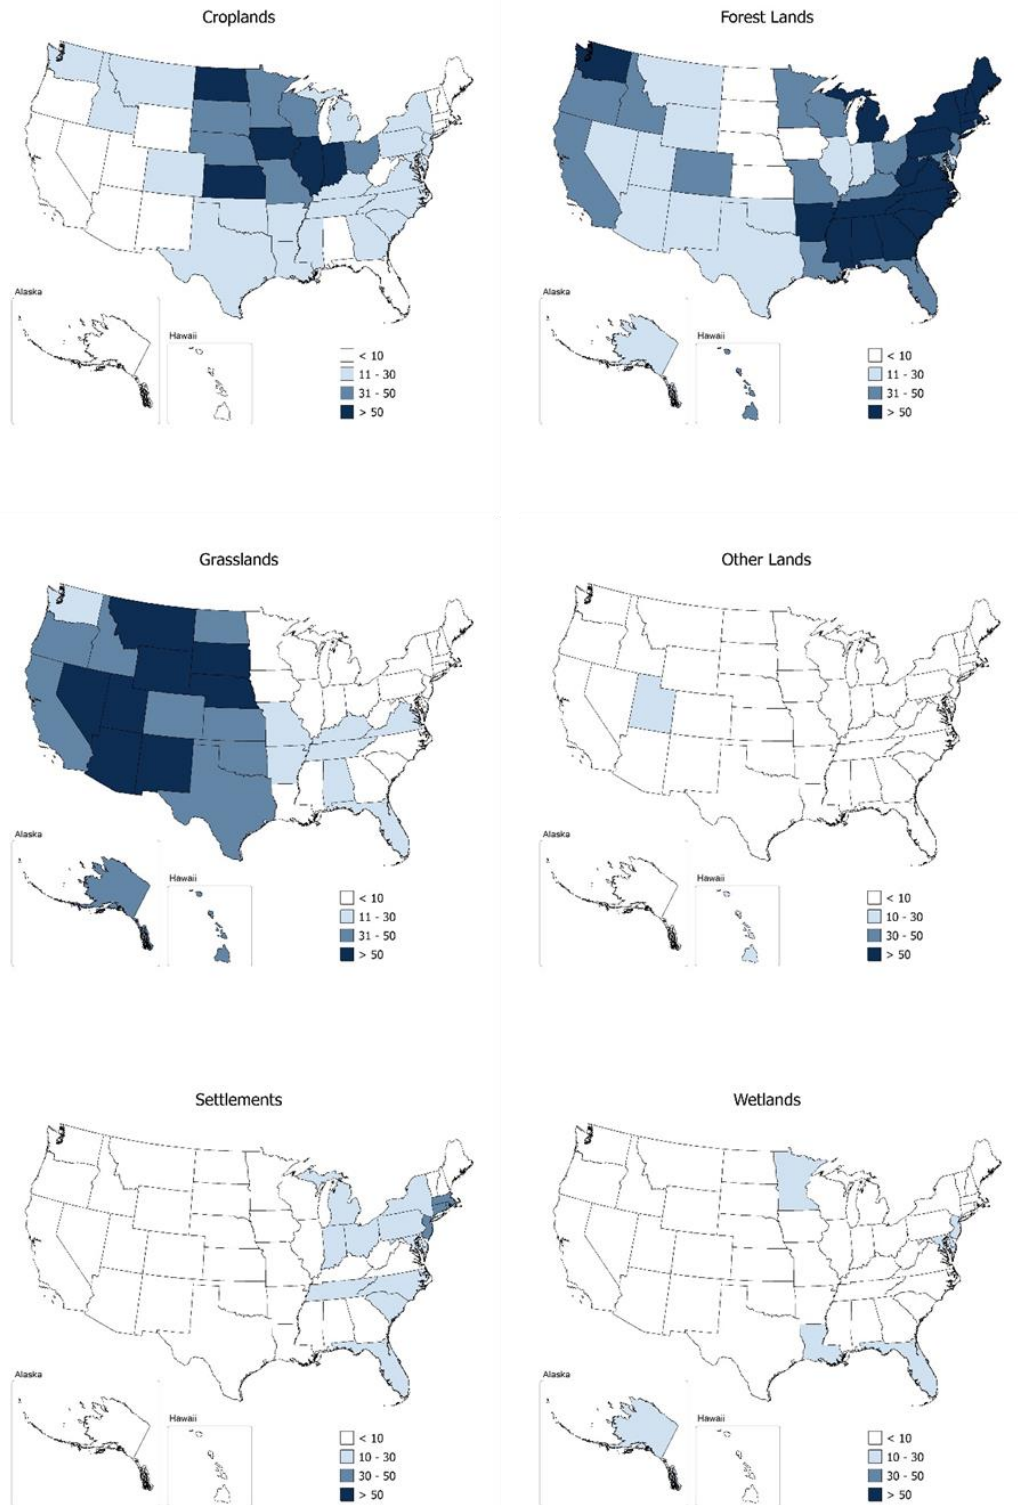 Croplands
Alaska
Hawaii
< 10
11 - 30
31 - 50
> 50
Forest Lands
Alaska
Hawaii
< 10
11 - 30
31 - 50
> 50
Grasslands
Alaska
Hawaii
< 10
11 - 30
31 - 50
> 50
Other Lands
Alaska
Hawaii
< 10
10 - 30
30 - 50
> 50
Settlements
Alaska
Hawaii
< 10
10 - 30
30 - 50
> 50
Wetlands
Alaska
Hawaii
< 10
10 - 30
30 - 50
> 50